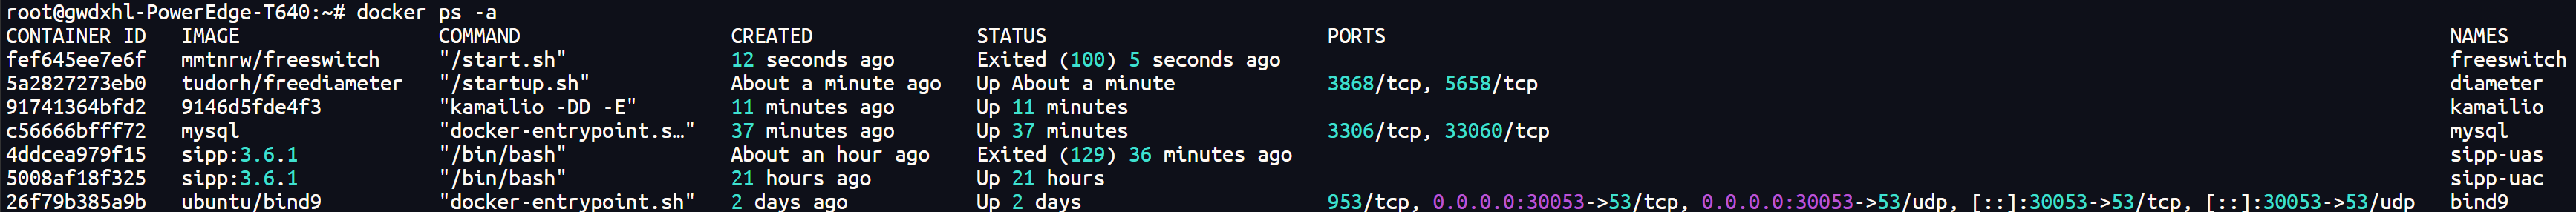 root@gwdxhl-PowerEdge-T640:~# docker ps -a
CONTAINER ID   IMAGE                 COMMAND                  CREATED              STATUS                        PORTS                                                                                           NAMES
fef645ee7e6f   mmtnrw/freeswitch     "/start.sh"              12 seconds ago       Exited (100) 5 seconds ago                                                                                                    freeswitch
5a2827273eb0   tudorh/freediameter   "/startup.sh"            About a minute ago   Up About a minute             3868/tcp, 5658/tcp                                                                              diameter
91741364bfd2   9146d5fde4f3          "kamailio -DD -E"        11 minutes ago       Up 11 minutes                                                                                                                 kamailio
c56666bfff72   mysql                 "docker-entrypoint.s…"   37 minutes ago       Up 37 minutes                 3306/tcp, 33060/tcp                                                                             mysql
4ddcea979f15   sipp:3.6.1            "/bin/bash"              About an hour ago    Exited (129) 36 minutes ago                                                                                                   sipp-uas
5008af18f325   sipp:3.6.1            "/bin/bash"              21 hours ago         Up 21 hours                                                                                                                   sipp-uac
26f79b385a9b   ubuntu/bind9          "docker-entrypoint.sh"   2 days ago           Up 2 days                     953/tcp, 0.0.0.0:30053->53/tcp, 0.0.0.0:30053->53/udp, [::]:30053->53/tcp, [::]:30053->53/udp   bind9